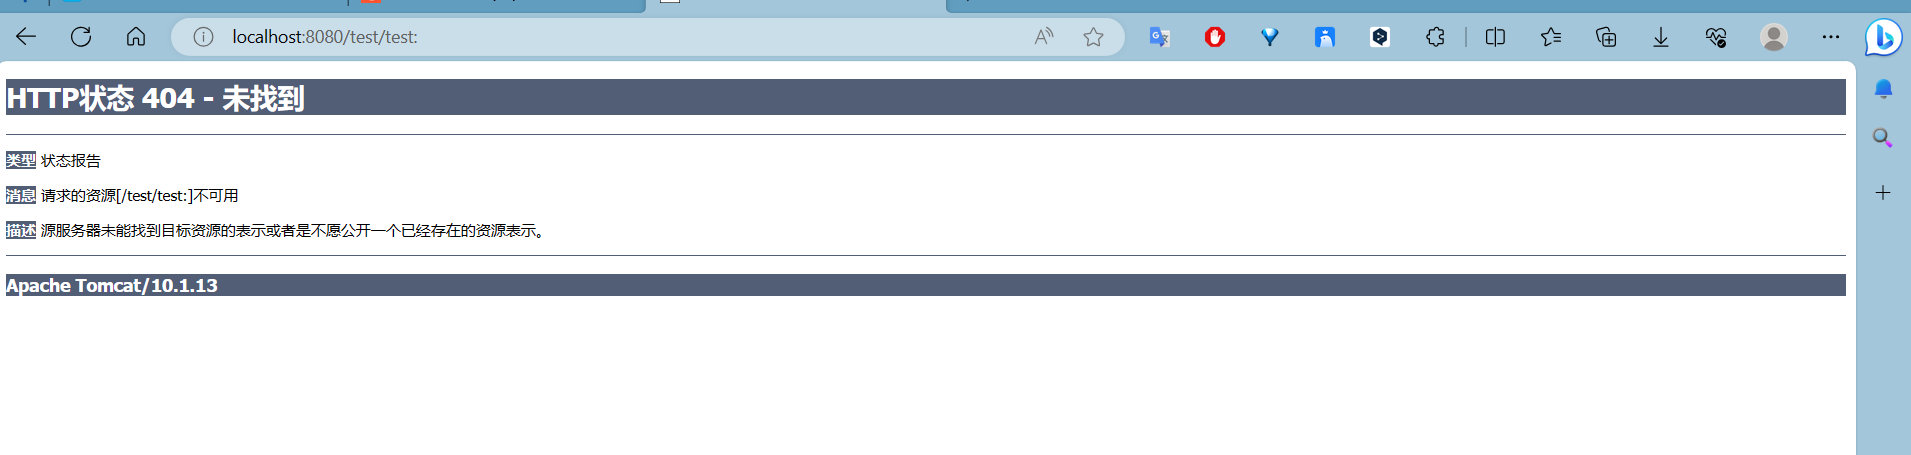 localhost:8080/test/test:
HTTP状态 404 - 未找到
类型 状态报告
消息 请求的资源[/test/test:]不可用
描述 源服务器未能找到目标资源的表示或者是不愿公开一个已经存在的资源表示。
Apache Tomcat/10.1.13